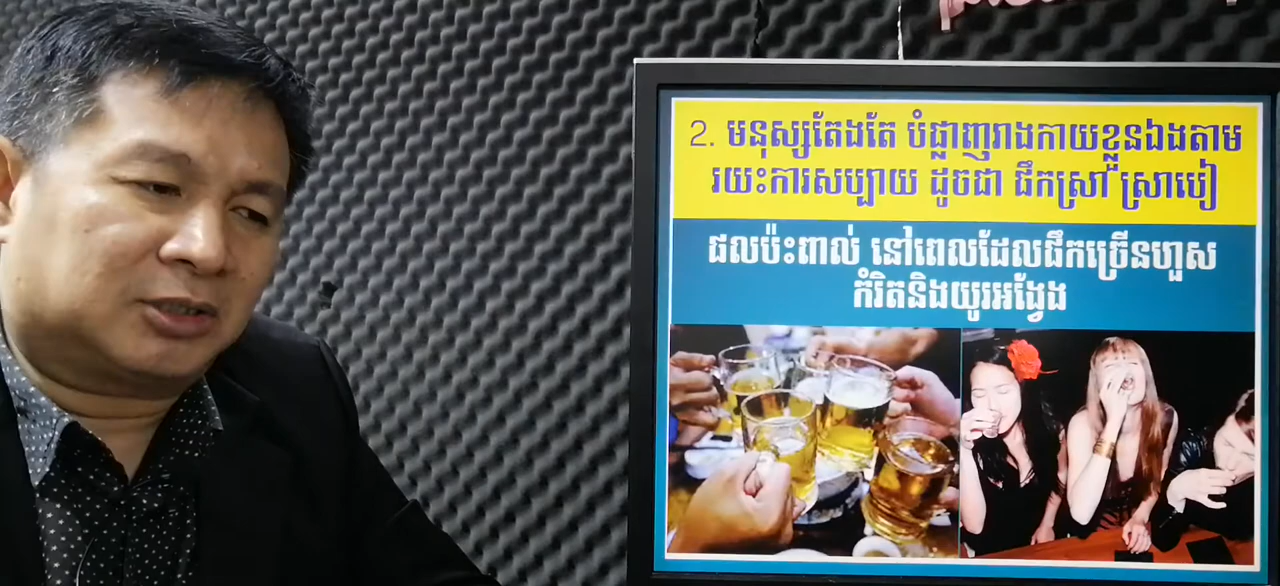 2. មនុស្សតែងតែ បំផ្លាញរាងកាយខ្លួនឯងតាម
រយះការសប្បាយ ដូចជា ផឹកស្រា ស្រាបៀ
ផលប៉ះពាល់ នៅពេលដែលផឹកច្រើនហួស
កំរិតនិងយូរអង្វែង